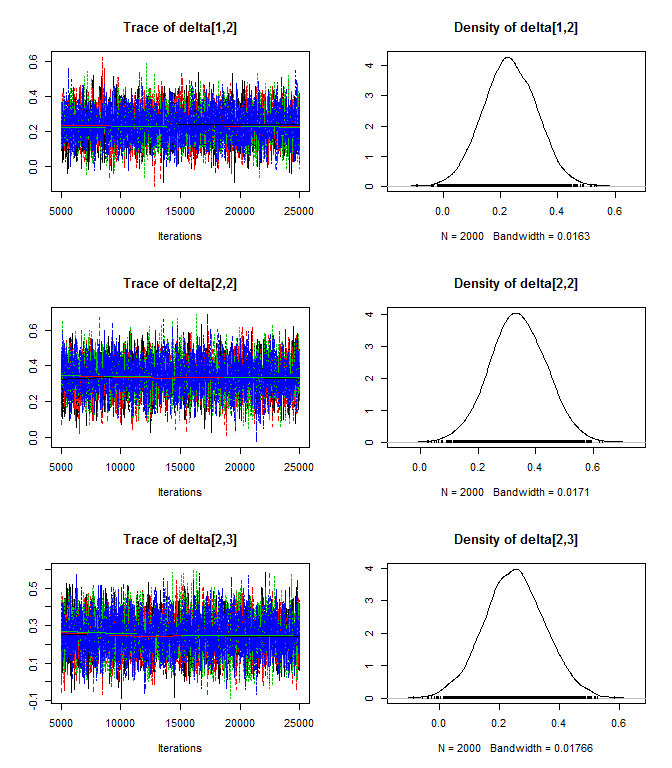 Trace of delta[1,2]
0.0 0.2 0.4 0.6
5000 10000 15000 20000 25000
Iterations
Density of delta[1,2]
0 1 2 3 4
0.0 0.2 0.4 0.6
N = 2000 Bandwidth = 0.0163
Trace of delta[2,2]
0.0 0.2 0.4 0.6
5000 10000 15000 20000 25000
Iterations
Density of delta[2,2]
0 1 2 3 4
0.0 0.2 0.4 0.6
N = 2000 Bandwidth = 0.0171
Trace of delta[2,3]
-0.1 0.1 0.3 0.5
5000 10000 15000 20000 25000
Iterations
Density of delta[2,3]
0 1 2 3 4
0.0 0.2 0.4 0.6
N = 2000 Bandwidth = 0.01766